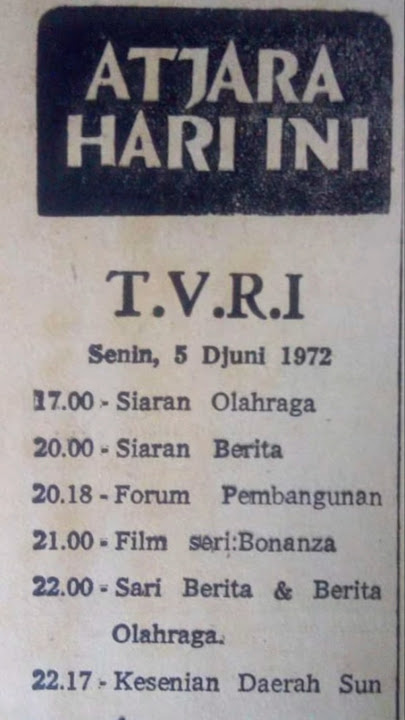 ATJARA
HARI INI
T.V.R.I
Senin, 5 Djuni 1972
17.00 - Siaran Olahraga
20.00 - Siaran Berita
20.18 - Forum Pembangunan
21.00 - Film seri:Bonanza
22.00 - Sari Berita & Berita
Olahraga.
22.17 - Kesenian Daerah Sun